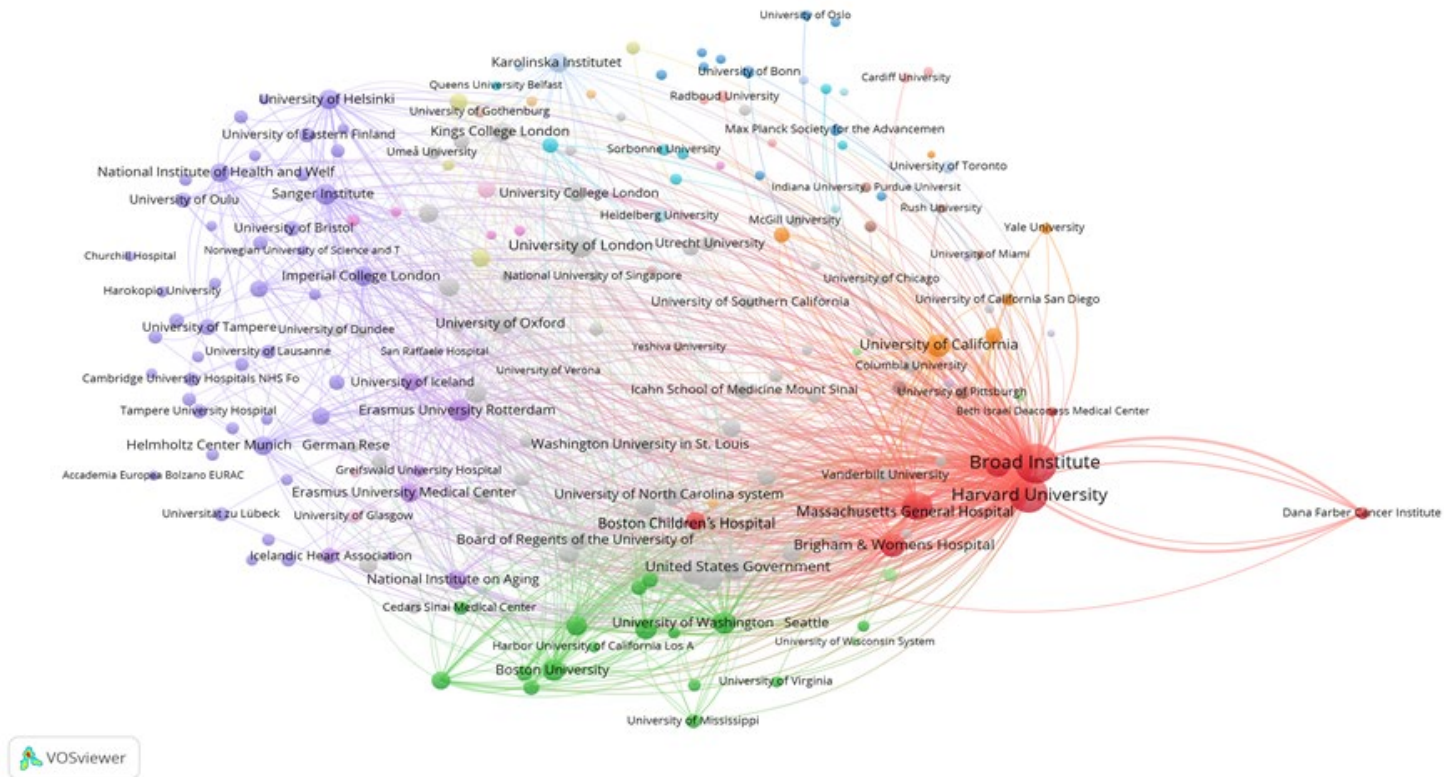 University of Oslo
Karolinska Institutet
University of Bonn
Cardiff University
Queens University Belfast
Radboud University
University of Helsinki
University of Gothenburg
Kings College London
Max Planck Society for the Advancemen
University of Eastern Finland
Umeå University
Sorbonne University
University of Toronto
National Institute of Health and Welf
Sanger Institute
University College London
Indiana University, Purdue Universit
University of Oulu
Rush University
Heidelberg University
McGill University
University of Bristol
Yale University
University of London
Utrecht University
Norwegian University of Science and T
Churchill Hospital
University of Miami
Imperial College London
National University of Singapore
University of Chicago
Harokopio University
University of Southern California
University of California San Diego
University of Tampere
University of Dundee
University of Oxford
University of California
Yeshiva University
University of Lausanne
San Raffaele Hospital
Columbia University
University of Verona
Cambridge University Hospitals NHS Fo
University of Iceland
Icahn School of Medicine Mount Sinai
University of Pittsburgh
Tampere University Hospital
Erasmus University Rotterdam
Beth Israel Deaconess Medical Center
Helmholtz Center Munich German Rese
Washington University in St. Louis
Broad Institute
Accademia Europea Bolzano EURAC
Greifswald University Hospital
Vanderbilt University
Erasmus University Medical Center
University of North Carolina system
Harvard University
Universitat zu Lübeck
University of Glasgow
Massachusetts General Hospital
Dana Farber Cancer Institute
Boston Children's Hospital
Board of Regents of the University of
Brigham & Womens Hospital
Icelandic Heart Association
United States Government
National Institute on Aging
Cedars Sinai Medical Center
University of Washington Seattle
Harbor University of California Los A
University of Wisconsin System
Boston University
University of Virginia
University of Mississippi
VOSviewer